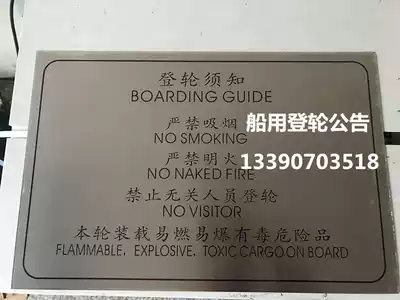 登轮须知
BOARDING GUIDE
严禁吸烟
NO SMOKING
严禁明火
NO NAKED FIRE
禁止无关人员登轮
NO VISITOR
本轮装载易燃易爆有毒危险品
FLAMMABLE, EXPLOSIVE, TOXIC CARGO ON BOARD
船用登轮公告
13390703518